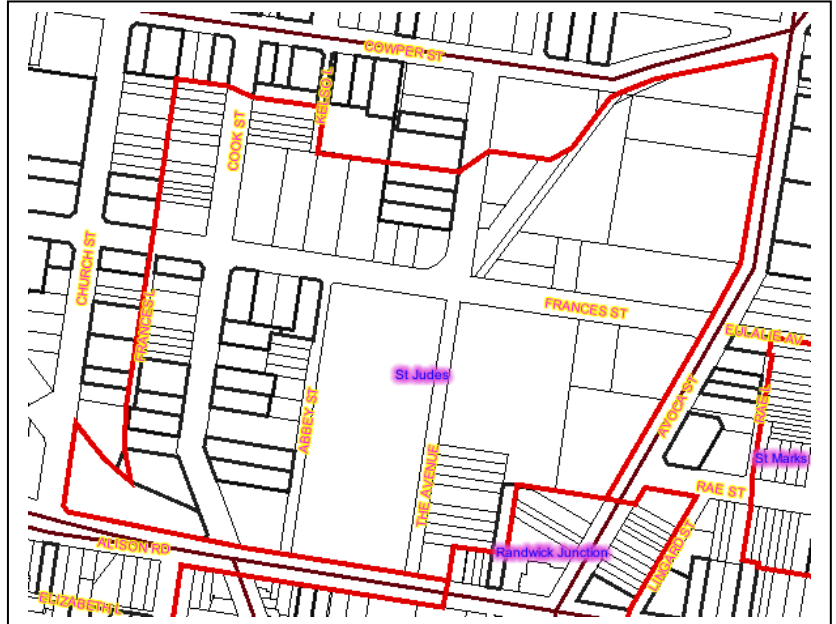 COWPER ST
KELSO L
COOK ST
CHURCH ST
FRANCES L
FRANCES ST
EULALIE AV
St Judes
AVOCA ST
RAE L
ABBEY ST
THE AVENUE
St Marks
RAE ST
Randwick Junction
LINGARD ST
ALISON RD
ELIZABETH L